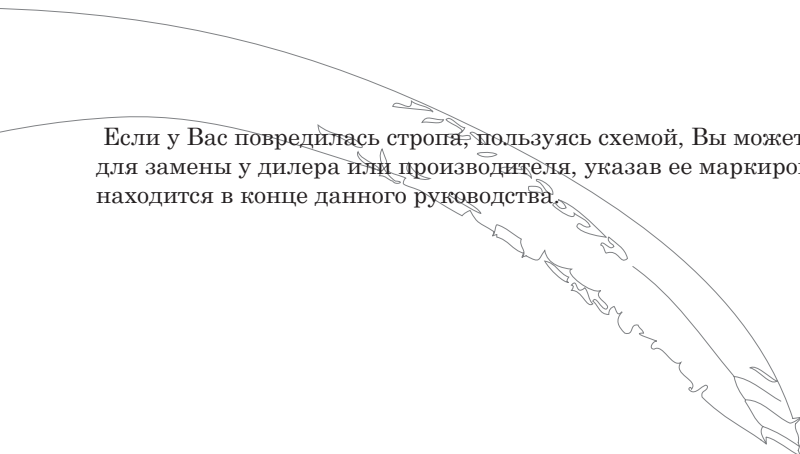 Если у Вас повредилась стропа, пользуясь схемой, Вы может
для замены у дилера или производителя, указав ее маркиро
находится в конце данного руководства.